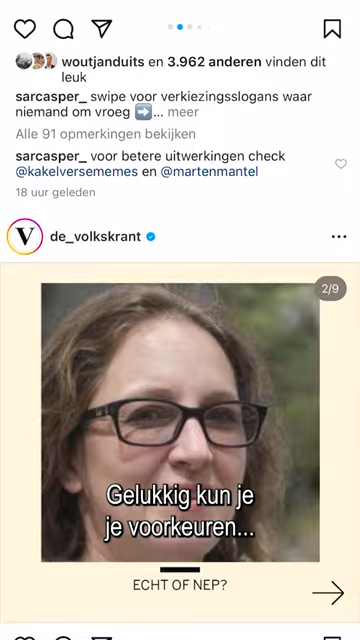 woutjanduits en 3.962 anderen vinden dit
leuk
sarcasper_ swipe voor verkiezingsslogans waar
niemand om vroeg ➡️... meer
Alle 91 opmerkingen bekijken
sarcasper_ voor betere uitwerkingen check
@kakelversememes en @martenmantel
18 uur geleden
V de_volkskrant
2/9
Gelukkig kun je
je voorkeuren...
ECHT OF NEP?